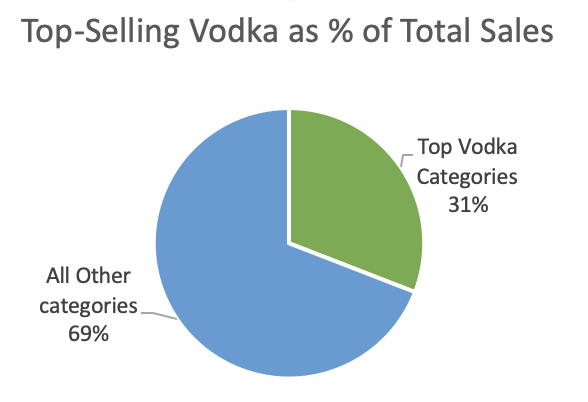 Top-Selling Vodka as % of Total Sales
Top Vodka
Categories
31%
All Other
categories
69%